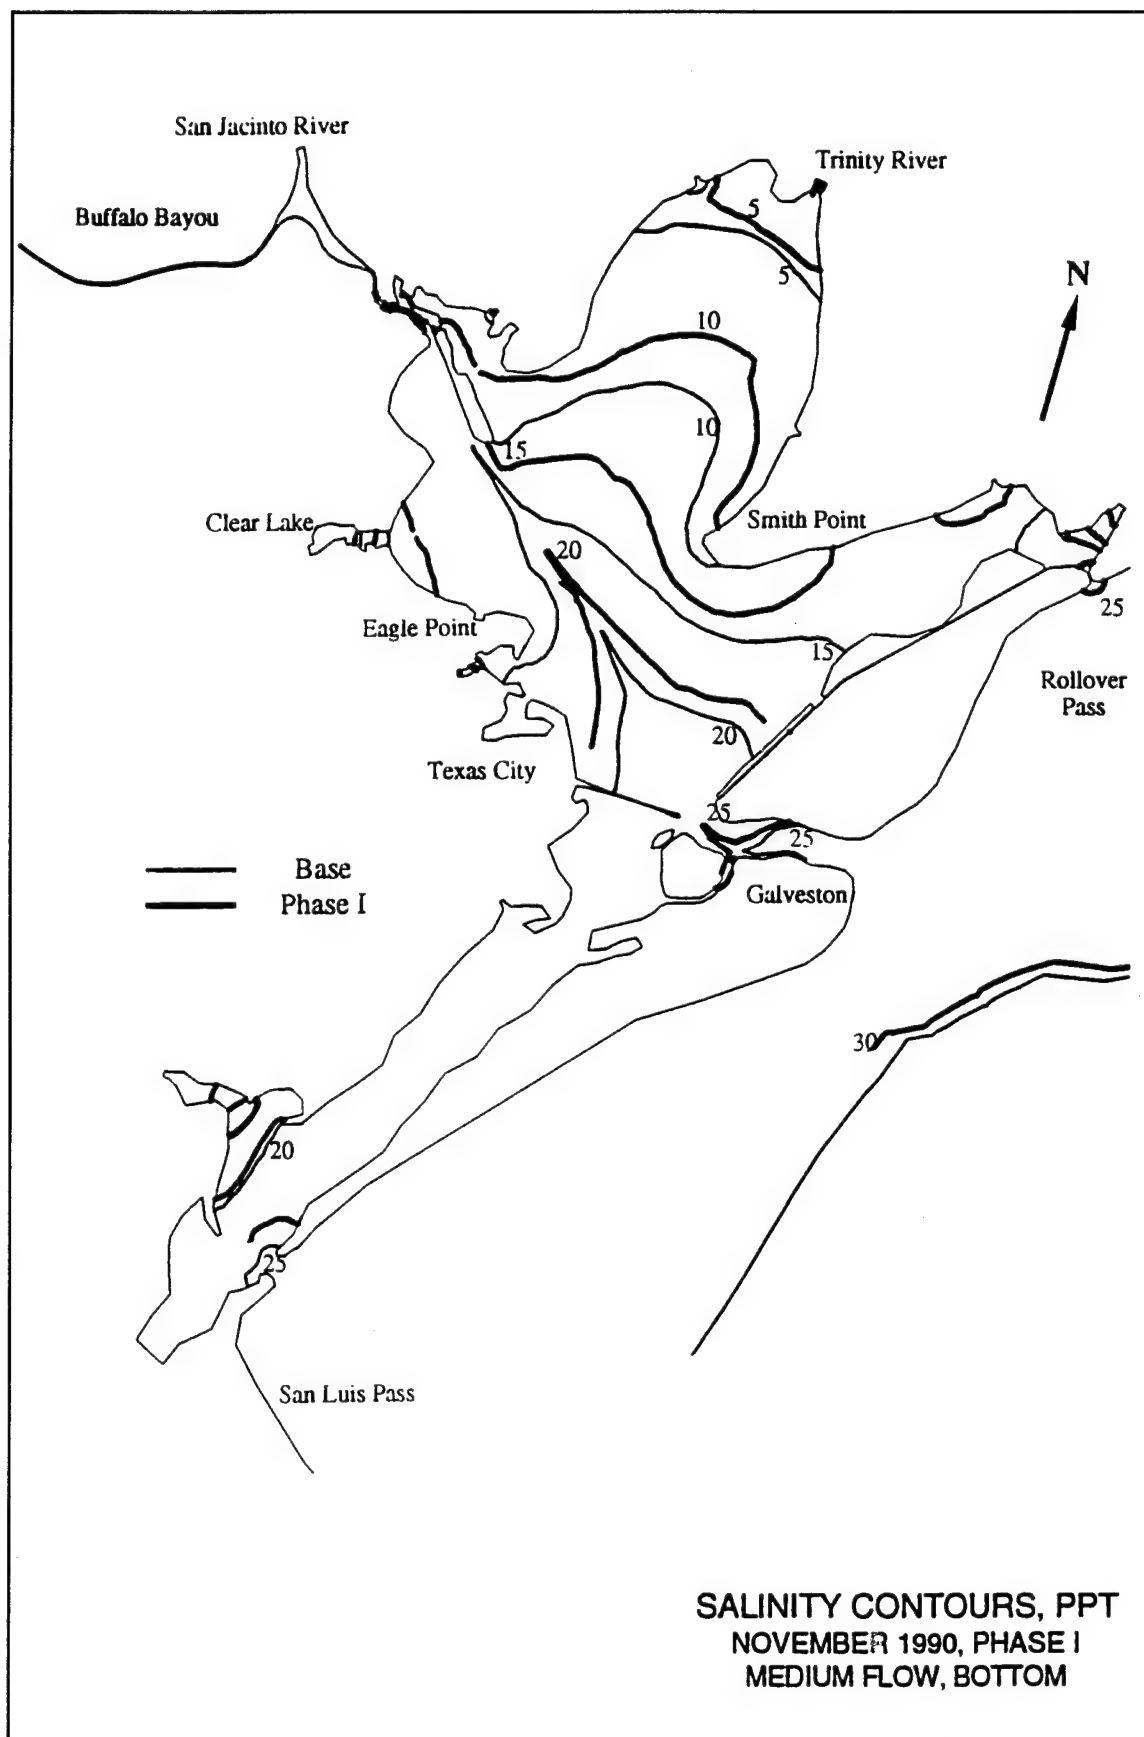 San Jacinto River
Trinity River
Buffalo Bayou
5
5
N
10
10
15
Smith Point
Clear Lake
20
25
Eagle Point
15
Rollover
Pass
20
Texas City
25
25
Base
Galveston
Phase I
30
20
25
San Luis Pass
SALINITY CONTOURS, PPT
NOVEMBER 1990, PHASE I
MEDIUM FLOW, BOTTOM